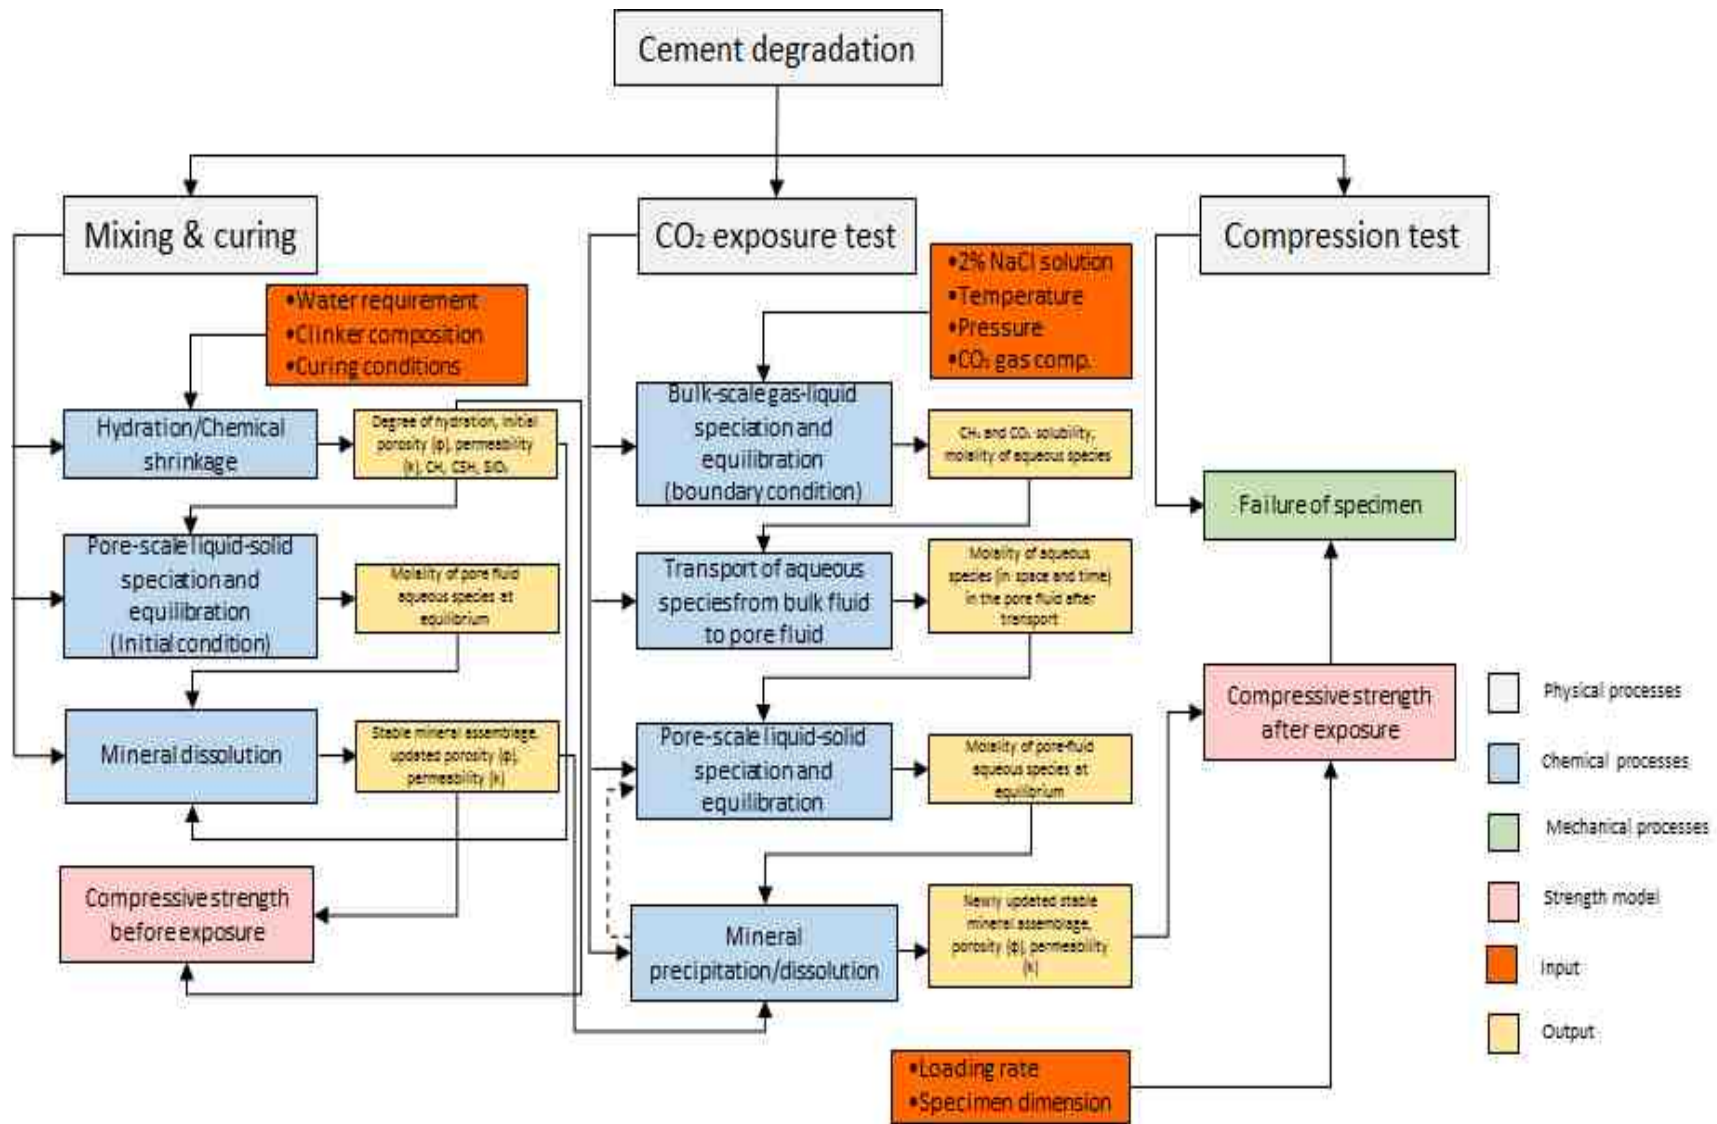 Cement degradation
Mixing & curing
CO₂ exposure test
Compression test
•Water requirement
•Clinker composition
•Curing conditions
•2% NaCl solution
•Temperature
•Pressure
•CO₂ gas comp.
Hydration/Chemical
shrinkage
Degree of hydration, initial
porosity (φ), permeability
(κ), CH, CSH, SiO₂
Pore-scale liquid-solid
speciation and
equilibration
(Initial condition)
Molality of pore fluid
aqueous species at
equilibrium
Mineral dissolution
Stable mineral assemblage,
updated porosity (φ),
permeability (κ)
Compressive strength
before exposure
Bulk-scale gas-liquid
speciation and
equilibration
(boundary condition)
CH₄ and CO₂ solubility,
molality of aqueous species
Transport of aqueous
species from bulk fluid
to pore fluid
Molality of aqueous
species (in space and time)
in the pore fluid after
transport
Pore-scale liquid-solid
speciation and
equilibration
Molality of pore-fluid
aqueous species at
equilibrium
Mineral
precipitation/dissolution
Newly updated stable
mineral assemblage,
porosity (φ), permeability
(κ)
Failure of specimen
Compressive strength
after exposure
•Loading rate
•Specimen dimension
Physical processes
Chemical processes
Mechanical processes
Strength model
Input
Output